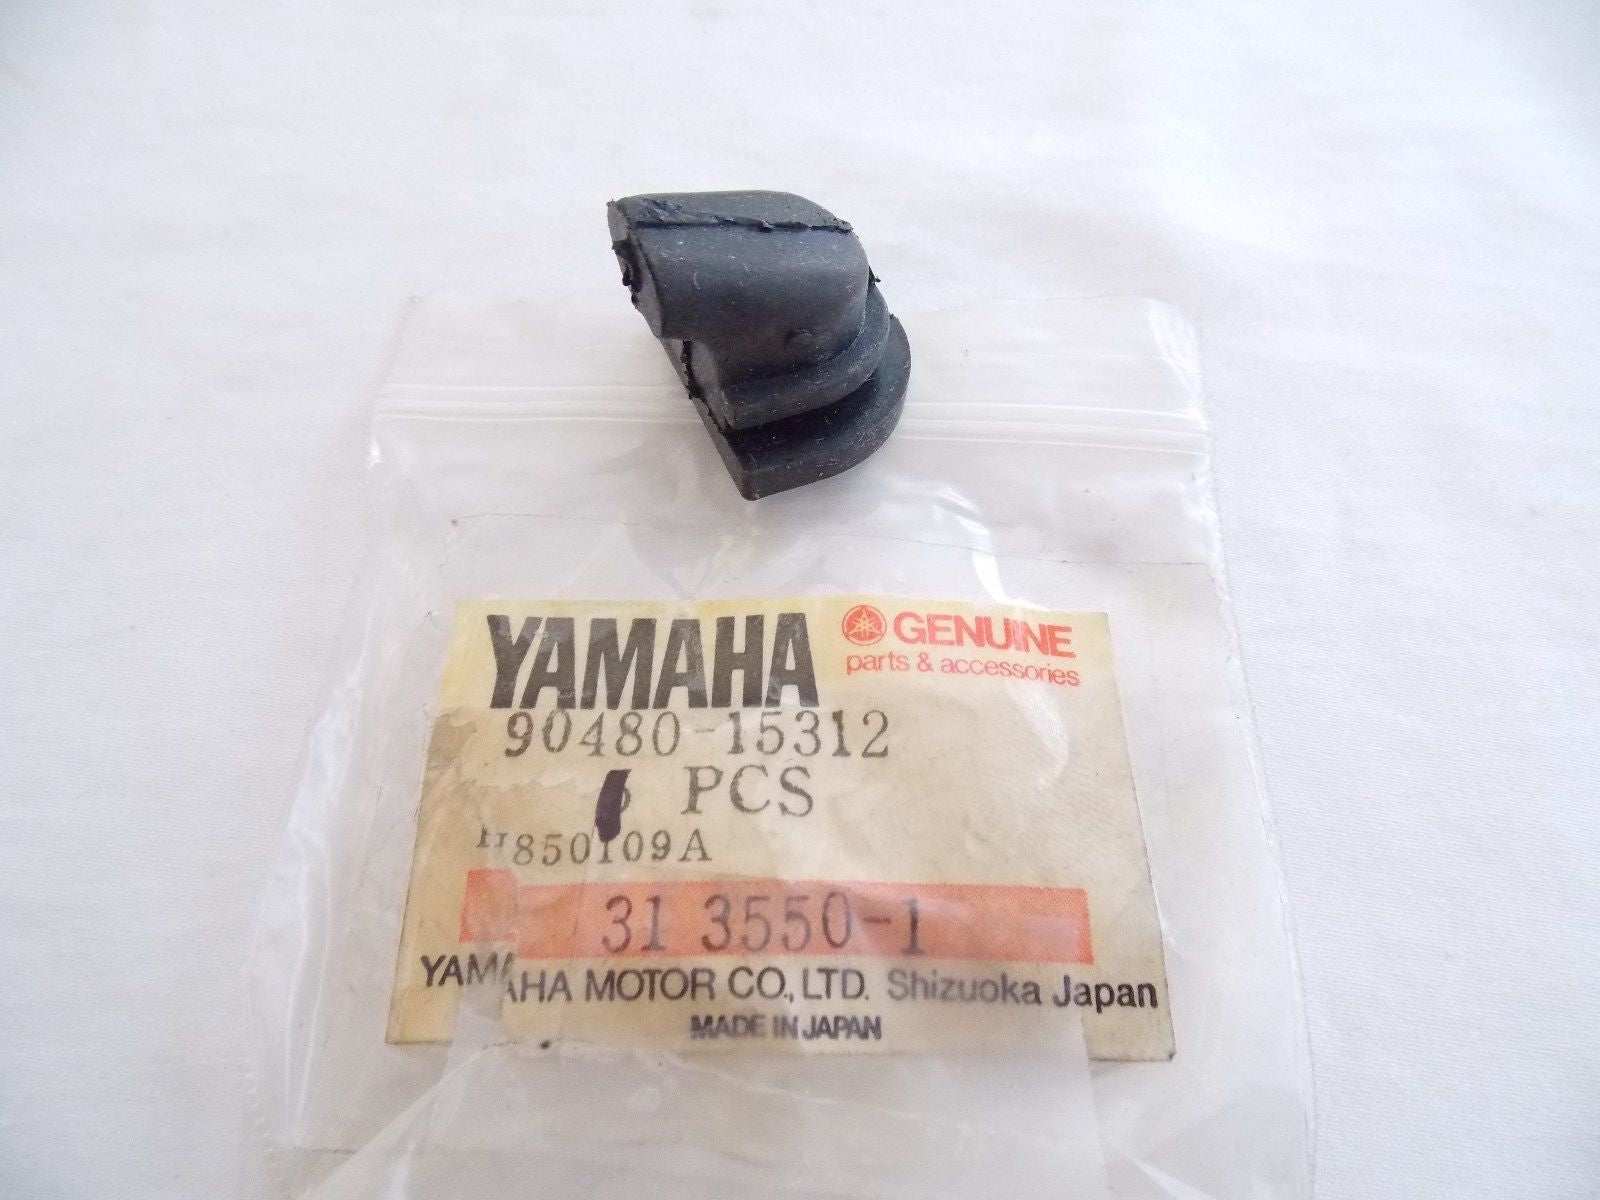 YAMAHA GENUINE
parts & accessories
90480-15312
PCS
H850109A
31 3550-1
YAMAHA MOTOR CO., LTD. Shizuoka Japan
MADE IN JAPAN